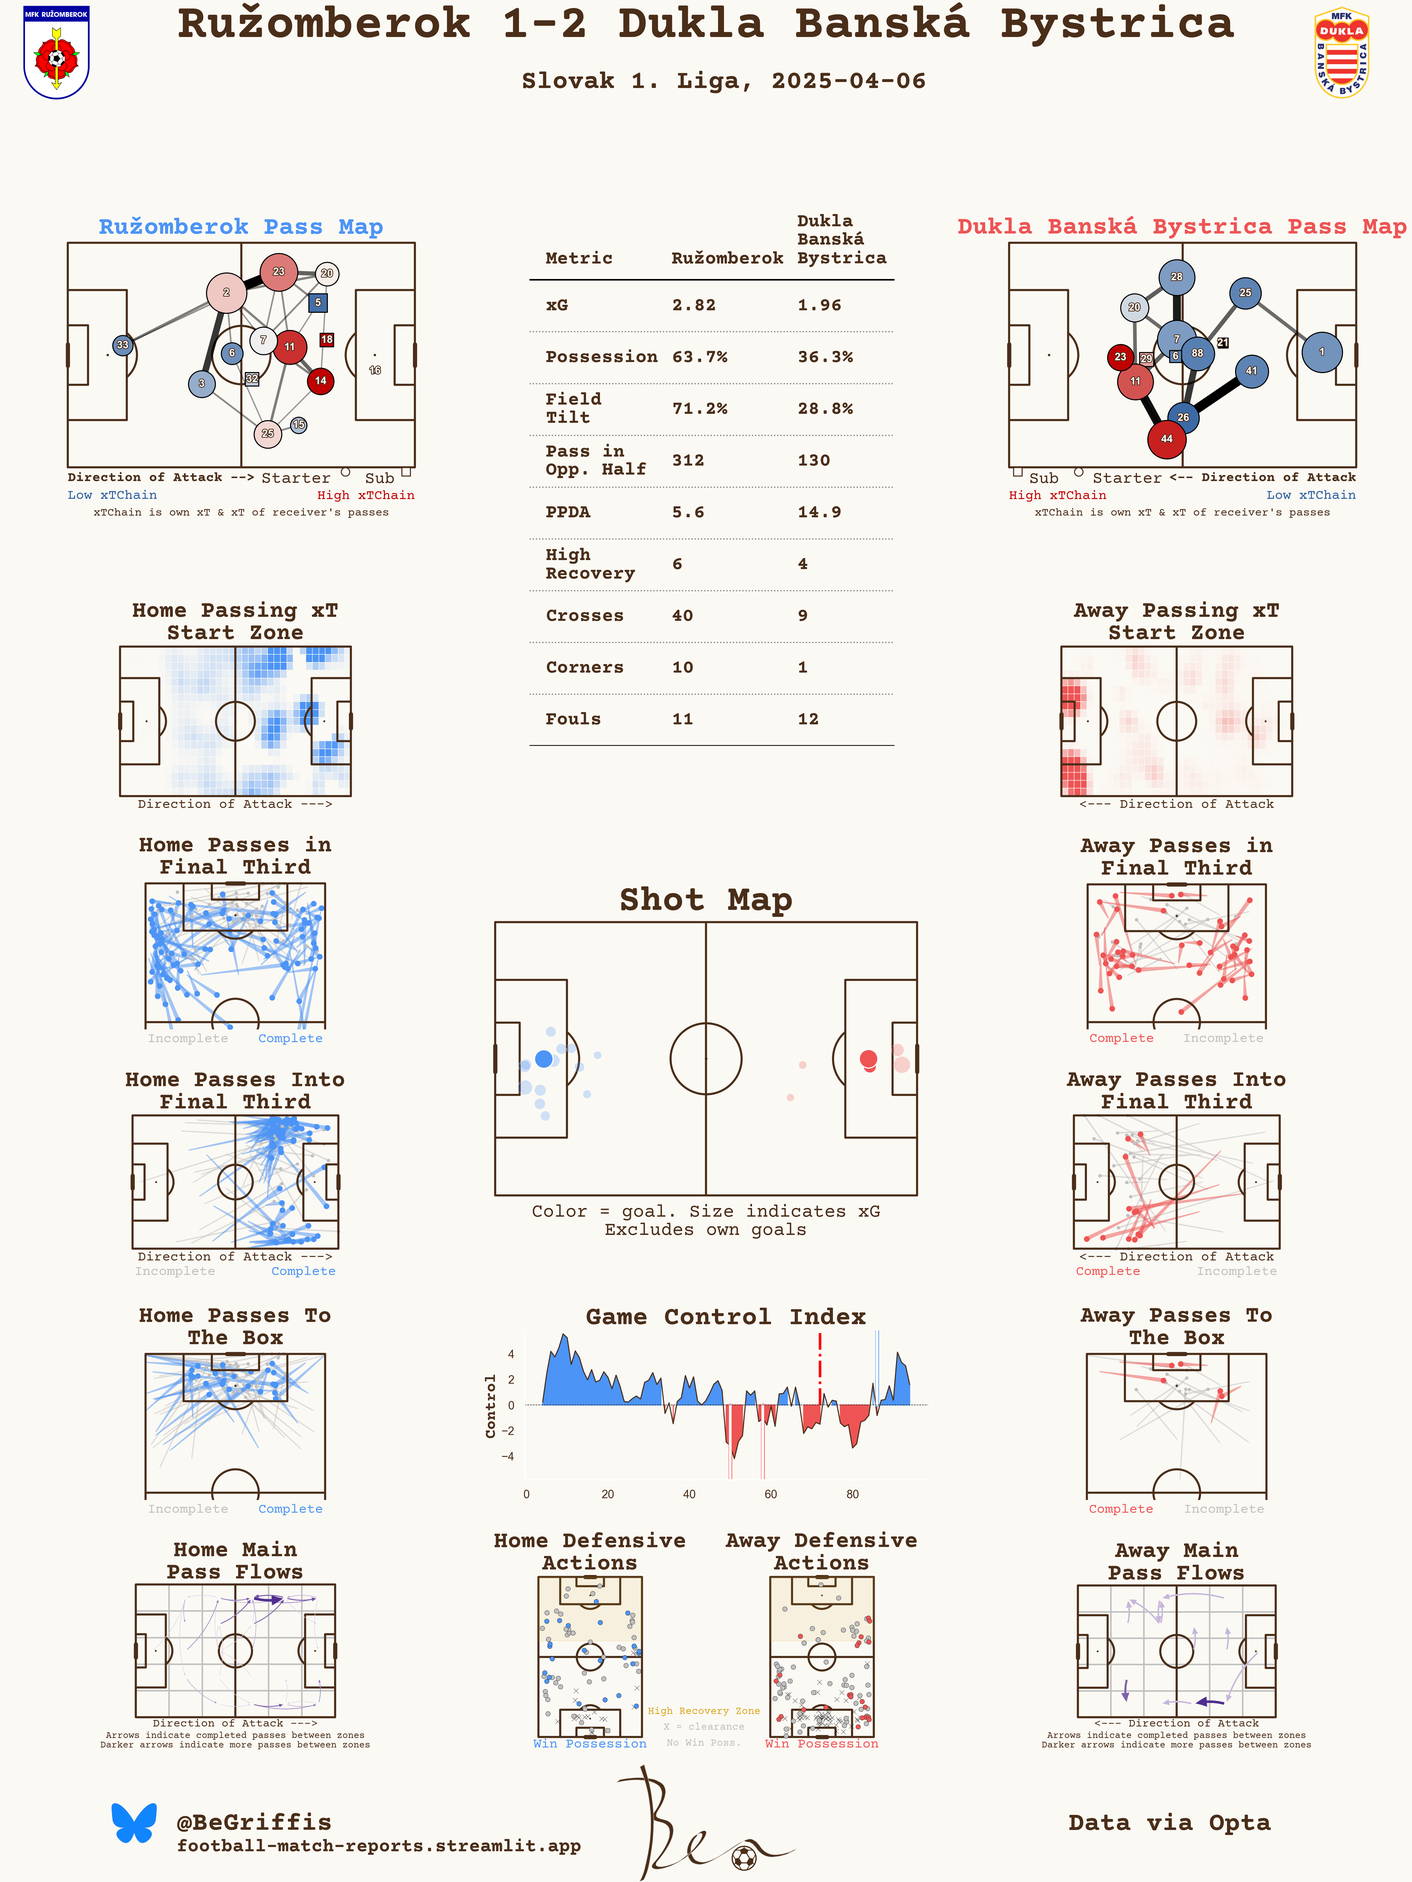 Ružomberok 1-2 Dukla Banská Bystrica
Slovak 1. Liga, 2025-04-06
MFK RUŽOMBEROK
MFK
DUKLA
BANSKÁ BYSTRICA
Ružomberok Pass Map
23
20
2
5
33
7
11
18
6
16
3
32
14
25
15
Direction of Attack --> Starter Sub
Low xTChain High xTChain
xTChain is own xT & xT of receiver's passes
Metric Ružomberok Dukla Banská Bystrica
xG 2.82 1.96
Possession 63.7% 36.3%
Field Tilt 71.2% 28.8%
Pass in Opp. Half 312 130
PPDA 5.6 14.9
High Recovery 6 4
Crosses 40 9
Corners 10 1
Fouls 11 12
Dukla Banská Bystrica Pass Map
28
25
20
7
21
88
1
23
29
6
11
41
26
44
Sub Starter <-- Direction of Attack
High xTChain Low xTChain
xTChain is own xT & xT of receiver's passes
Home Passing xT
Start Zone
Direction of Attack --->
Away Passing xT
Start Zone
<--- Direction of Attack
Home Passes in
Final Third
Incomplete Complete
Away Passes in
Final Third
Complete Incomplete
Shot Map
Color = goal. Size indicates xG
Excludes own goals
Home Passes Into
Final Third
Direction of Attack --->
Incomplete Complete
Away Passes Into
Final Third
<--- Direction of Attack
Complete Incomplete
Home Passes To
The Box
Incomplete Complete
Game Control Index
Control
4
2
0
−2
−4
0 20 40 60 80
Away Passes To
The Box
Complete Incomplete
Home Main
Pass Flows
Direction of Attack --->
Arrows indicate completed passes between zones
Darker arrows indicate more passes between zones
Home Defensive
Actions
Win Possession
High Recovery Zone
X = clearance
No Win Poss.
Away Defensive
Actions
Win Possession
Away Main
Pass Flows
<--- Direction of Attack
Arrows indicate completed passes between zones
Darker arrows indicate more passes between zones
@BeGriffis
football-match-reports.streamlit.app
Ben
Data via Opta